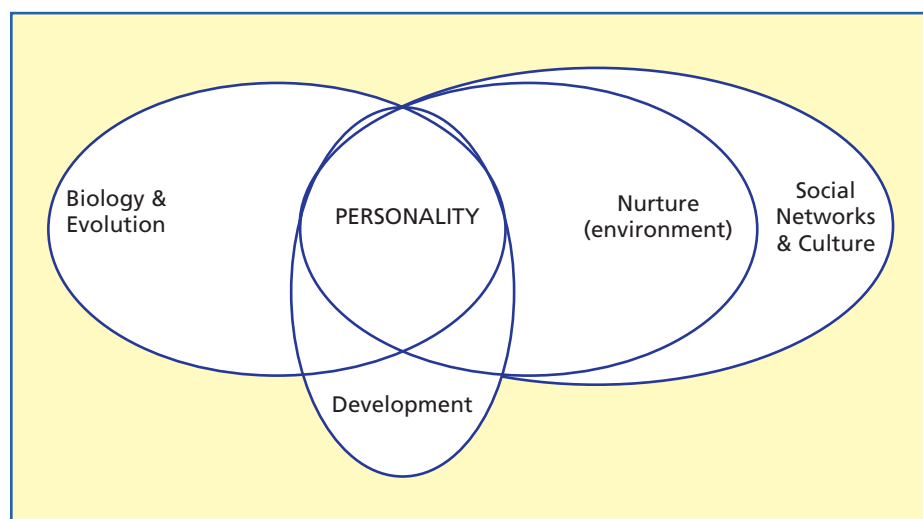 Biology &
Evolution
PERSONALITY
Nurture
(environment)
Social
Networks
& Culture
Development